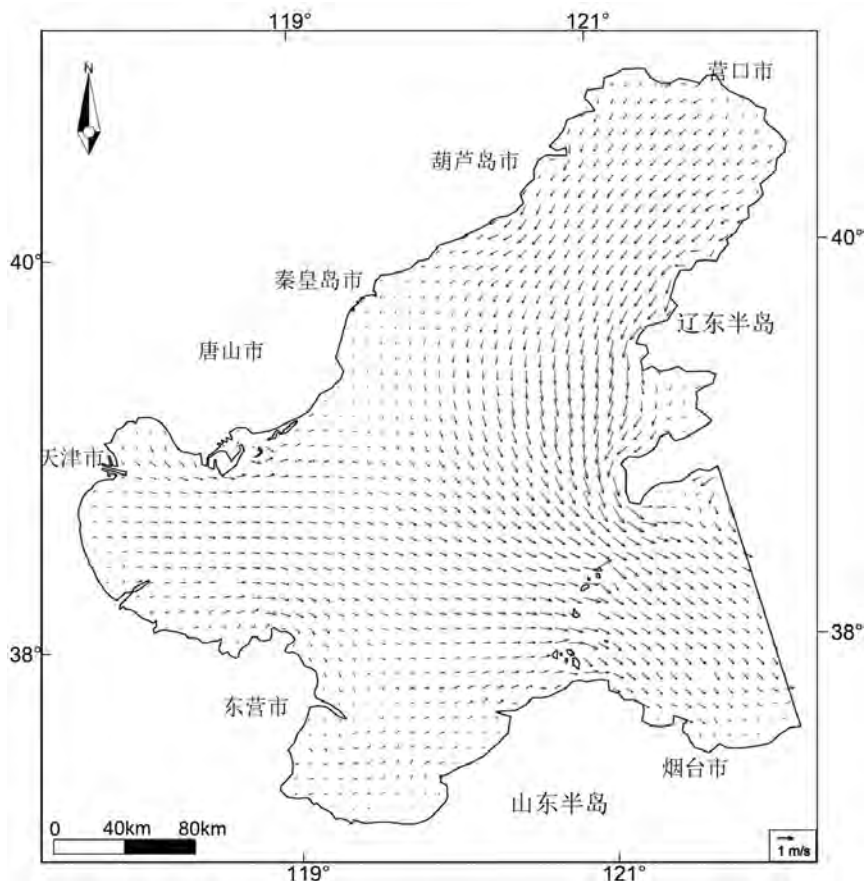 119° 121°
N
营口市
葫芦岛市
40° 40°
秦皇岛市
辽东半岛
唐山市
天津市
38° 38°
东营市
烟台市
山东半岛
0 40km 80km
1 m/s
119° 121°